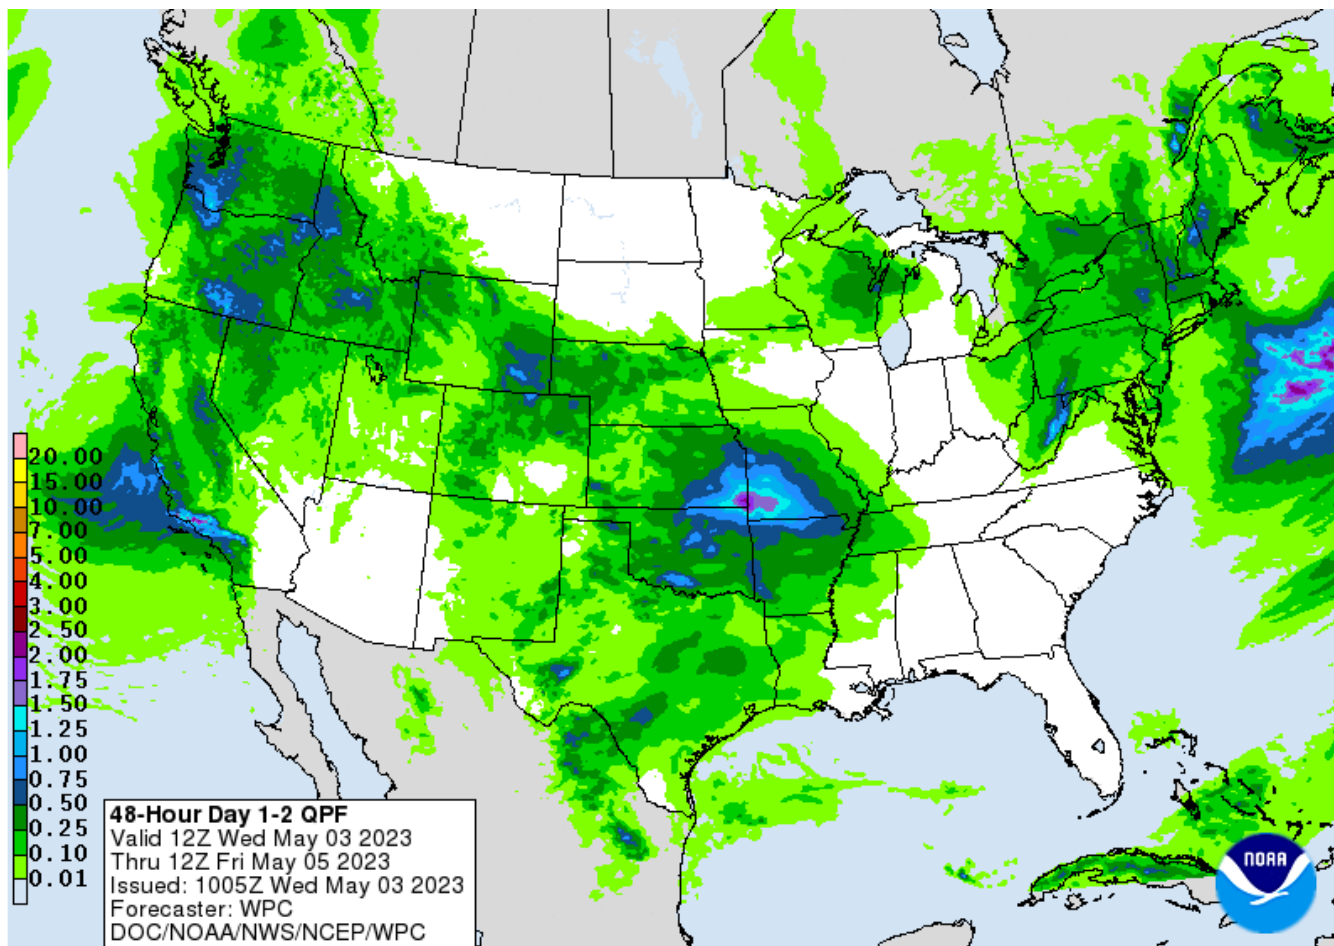 20.00
15.00
10.00
7.00
5.00
4.00
3.00
2.50
2.00
1.75
1.50
1.25
1.00
0.75
0.50
0.25
0.10
0.01
48-Hour Day 1-2 QPF
Valid 12Z Wed May 03 2023
Thru 12Z Fri May 05 2023
Issued: 1005Z Wed May 03 2023
Forecaster: WPC
DOC/NOAA/NWS/NCEP/WPC
NOAA